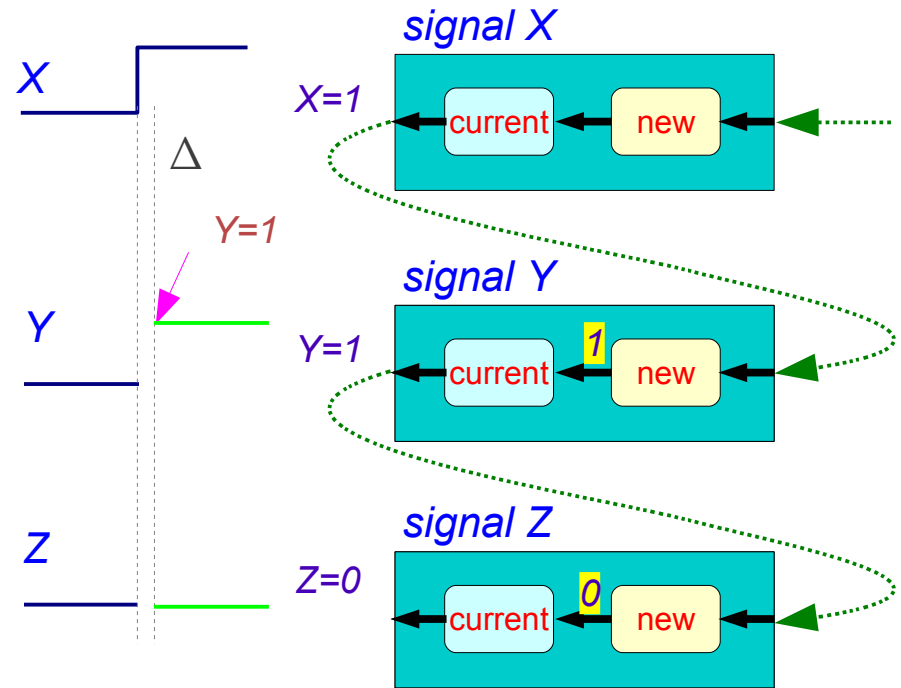 X
Δ
Y=1
Y
Z
signal X
X=1
current
new
signal Y
Y=1
current
1
new
signal Z
Z=0
current
0
new